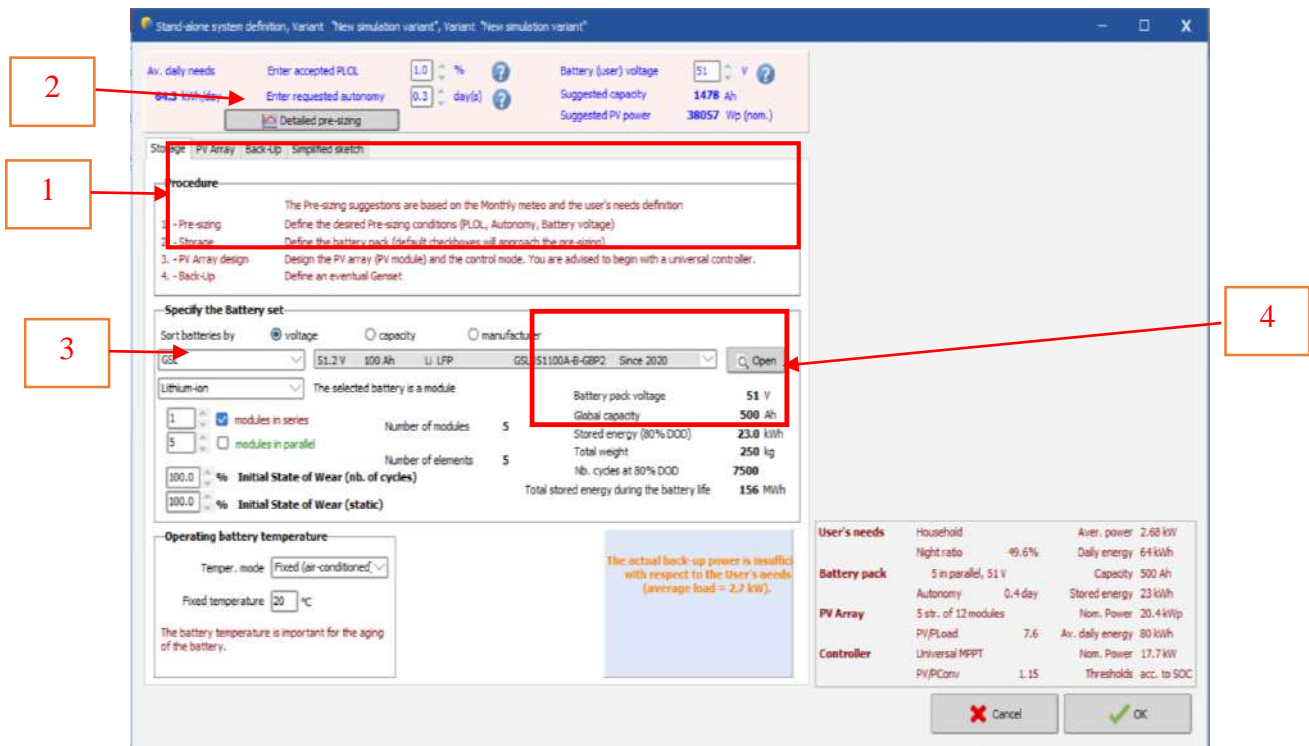 Stand-alone system definition, Variant "New simulation variant", Variant "New simulation variant"
X
Av. daily needs Enter accepted PLOL 1.0 % ? Battery (user) voltage 51 V ?
2
64.3 kWh/day Enter requested autonomy 0.3 day(s) ? Suggested capacity 1478 Ah
Detailed pre-sizing Suggested PV power 38057 Wp (nom.)
Storage PV Array Back-Up Simplified sketch
1
Procedure
The Pre-sizing suggestions are based on the Monthly meteo and the user's needs definition
1. - Pre-sizing Define the desired Pre-sizing conditions (PLOL, Autonomy, Battery voltage)
2. - Storage Define the battery pack (default checkboxes will approach the pre-sizing)
3. - PV Array design Design the PV array (PV module) and the control mode. You are advised to begin with a universal controller.
4. - Back-Up Define an eventual Genset
Specify the Battery set
4
Sort batteries by voltage capacity manufacturer
3
GSL 51.2 V 100 Ah Li LFP Since 2020 Open
Lithium-ion The selected battery is a module Battery pack voltage 51 V
1 modules in series Number of modules 5 Global capacity 500 Ah
5 modules in parallel Stored energy (80% DOD) 23.0 kWh
Number of elements 5 Total weight 250 kg
100.0 % Initial State of Wear (nb. of cycles) Nb. cycles at 80% DOD 7500
Total stored energy during the battery life 156 MWh
100.0 % Initial State of Wear (static)
Operating battery temperature
Temper. mode Fixed (air-conditioned)
Fixed temperature 20 °C
The battery temperature is important for the aging
of the battery.
The actual back-up power is insuffici
with respect to the User's needs
(average load = 2.7 kW).
User's needs Household Aver. power 2.68 kW
Night ratio 49.6% Daily energy 64 kWh
Battery pack 5 in parallel, 51 V Capacity 500 Ah
Autonomy 0.4 day Stored energy 23 kWh
PV Array 5 str. of 12 modules Nom. Power 20.4 kWp
PV/PLoad 7.6 Av. daily energy 80 kWh
Controller Universal MPPT Nom. Power 17.7 kW
PV/PConv 1.15 Thresholds acc. to SOC
Cancel OK